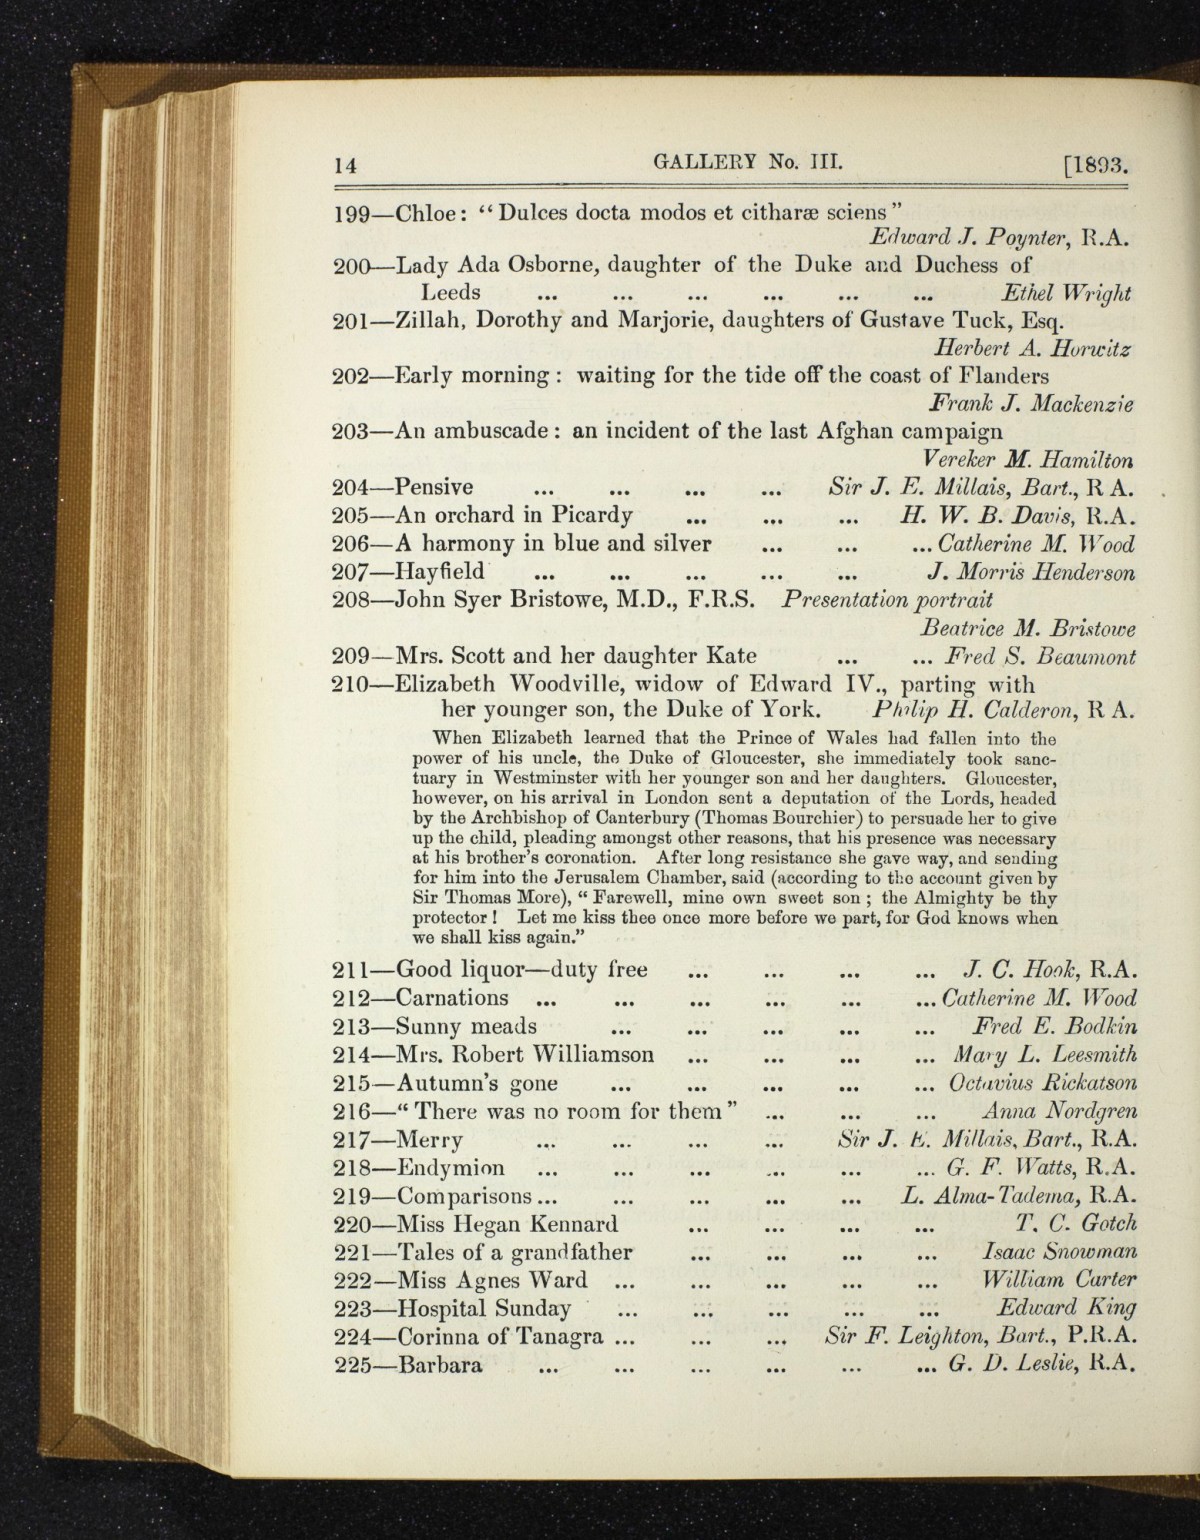 14 GALLERY No. III. [1893.
199—Chloe: “Dulces docta modos et citharæ sciens”
Edward J. Poynter, R.A.
200—Lady Ada Osborne, daughter of the Duke and Duchess of
Leeds ... ... ... ... ... ... Ethel Wright
201—Zillah, Dorothy and Marjorie, daughters of Gustave Tuck, Esq.
Herbert A. Horwitz
202—Early morning: waiting for the tide off the coast of Flanders
Frank J. Mackenzie
203—An ambuscade: an incident of the last Afghan campaign
Vereker M. Hamilton
204—Pensive ... ... ... ... Sir J. E. Millais, Bart., R A.
205—An orchard in Picardy ... ... ... H. W. B. Davis, R.A.
206—A harmony in blue and silver ... ... ... Catherine M. Wood
207—Hayfield ... ... ... ... ... J. Morris Henderson
208—John Syer Bristowe, M.D., F.R.S. Presentation portrait
Beatrice M. Bristowe
209—Mrs. Scott and her daughter Kate ... ... Fred S. Beaumont
210—Elizabeth Woodville, widow of Edward IV., parting with
her younger son, the Duke of York. Philip H. Calderon, R A.
When Elizabeth learned that the Prince of Wales had fallen into the
power of his uncle, the Duke of Gloucester, she immediately took sanc-
tuary in Westminster with her younger son and her daughters. Gloucester,
however, on his arrival in London sent a deputation of the Lords, headed
by the Archbishop of Canterbury (Thomas Bourchier) to persuade her to give
up the child, pleading amongst other reasons, that his presence was necessary
at his brother's coronation. After long resistance she gave way, and sending
for him into the Jerusalem Chamber, said (according to the account given by
Sir Thomas More), “Farewell, mine own sweet son; the Almighty be thy
protector! Let me kiss thee once more before we part, for God knows when
we shall kiss again.”
211—Good liquor—duty free ... ... ... ... J. C. Hook, R.A.
212—Carnations ... ... ... ... ... ... Catherine M. Wood
213—Sunny meads ... ... ... ... ... Fred E. Bodkin
214—Mrs. Robert Williamson ... ... ... ... Mary L. Leesmith
215—Autumn's gone ... ... ... ... ... Octavius Rickatson
216—“There was no room for them” ... ... ... Anna Nordgren
217—Merry ... ... ... ... Sir J. E. Millais, Bart., R.A.
218—Endymion ... ... ... ... ... ... G. F. Watts, R.A.
219—Comparisons ... ... ... ... ... L. Alma-Tadema, R.A.
220—Miss Hegan Kennard ... ... ... ... T. C. Gotch
221—Tales of a grandfather ... ... ... ... Isaac Snowman
222—Miss Agnes Ward ... ... ... ... ... William Carter
223—Hospital Sunday ... ... ... ... ... Edward King
224—Corinna of Tanagra ... ... ... Sir F. Leighton, Bart., P.R.A.
225—Barbara ... ... ... ... ... ... G. D. Leslie, R.A.